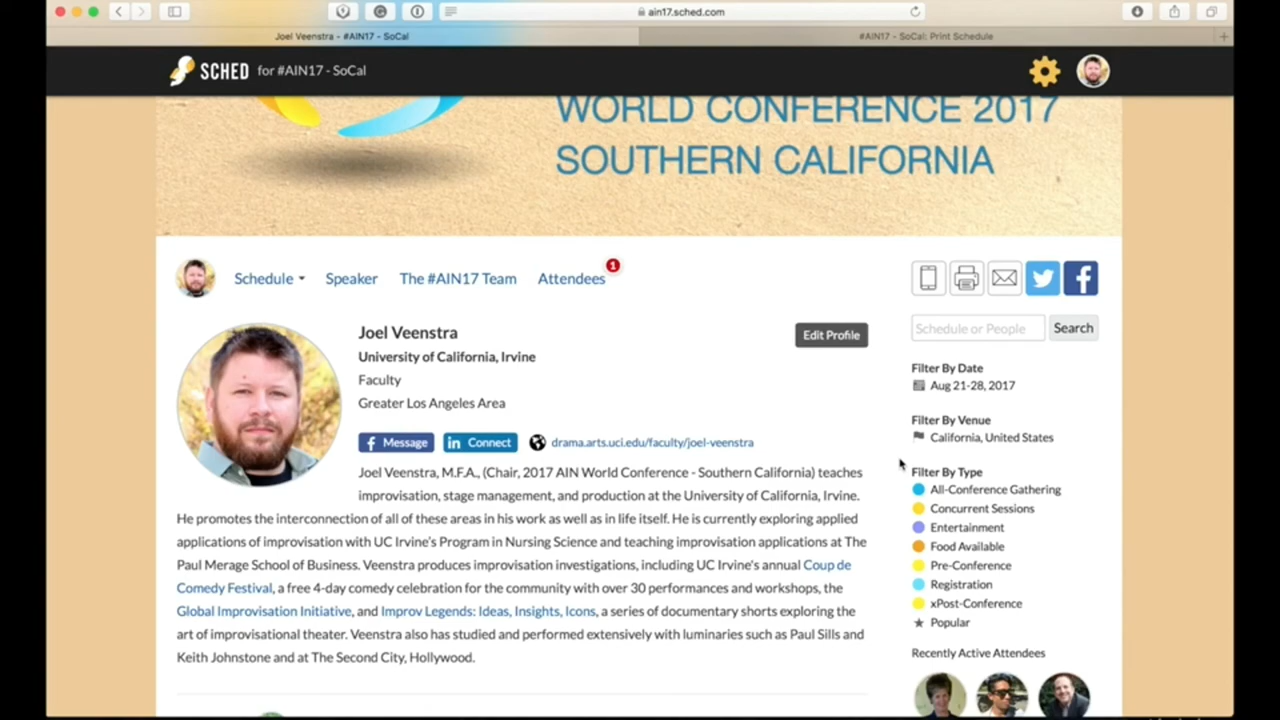 ain17.sched.com
Joel Veenstra - #AIN17 - SoCal
#AIN17 - SoCal: Print Schedule
SCHED for #AIN17 - SoCal
WORLD CONFERENCE 2017
SOUTHERN CALIFORNIA
Schedule
Speaker
The #AIN17 Team
Attendees
1
Joel Veenstra
Edit Profile
University of California, Irvine
Faculty
Greater Los Angeles Area
Message
Connect
drama.arts.uci.edu/faculty/joel-veenstra
Joel Veenstra, M.F.A., (Chair, 2017 AIN World Conference - Southern California) teaches
improvisation, stage management, and production at the University of California, Irvine.
He promotes the interconnection of all of these areas in his work as well as in life itself. He is currently exploring applied
applications of improvisation with UC Irvine's Program in Nursing Science and teaching improvisation applications at The
Paul Merage School of Business. Veenstra produces improvisation investigations, including UC Irvine's annual Coup de
Comedy Festival, a free 4-day comedy celebration for the community with over 30 performances and workshops, the
Global Improvisation Initiative, and Improv Legends: Ideas, Insights, Icons, a series of documentary shorts exploring the
art of improvisational theater. Veenstra also has studied and performed extensively with luminaries such as Paul Sills and
Keith Johnstone and at The Second City, Hollywood.
Schedule or People
Search
Filter By Date
Aug 21-28, 2017
Filter By Venue
California, United States
Filter By Type
All-Conference Gathering
Concurrent Sessions
Entertainment
Food Available
Pre-Conference
Registration
xPost-Conference
Popular
Recently Active Attendees